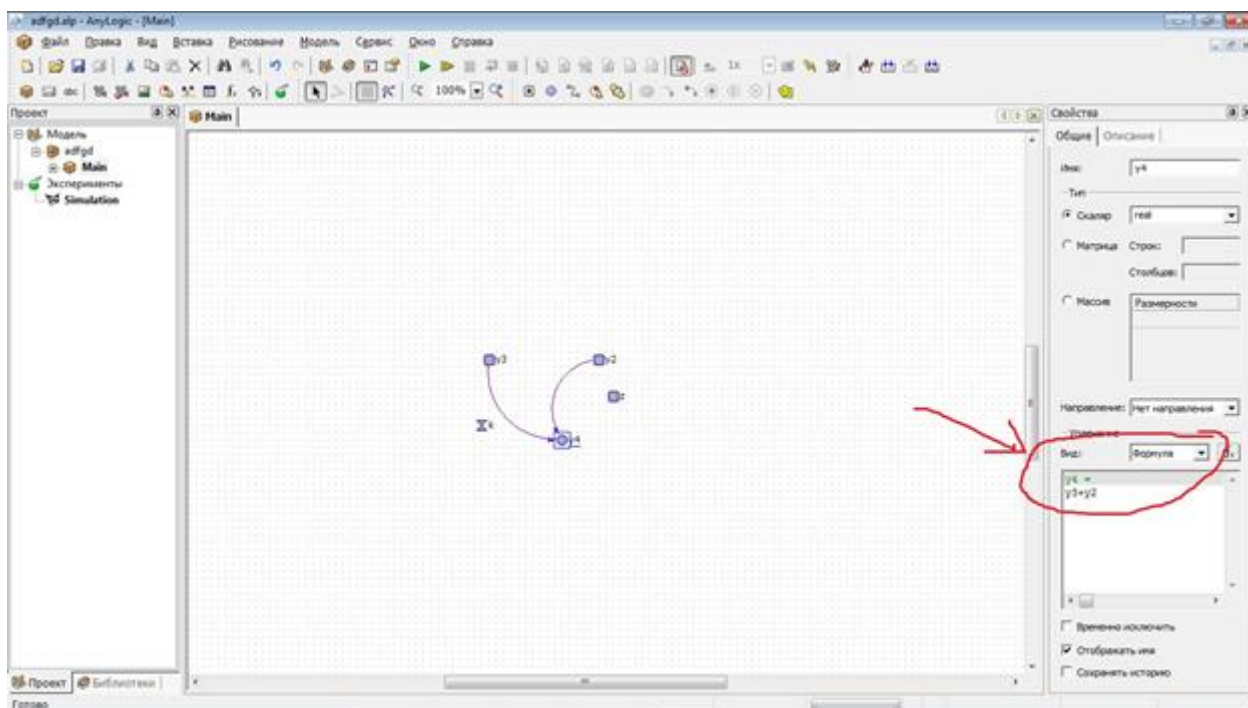 adfgd.alp - AnyLogic - [Main]
Файл Правка Вид Вставка Рисование Модель Сервис Окно Справка
1x
100%
Проект
Модель
adfgd
Main
Эксперименты
Simulation
Main
y3
y2
z
y4
Свойства
Общие Описание
Имя: y4
Тип
Скаляр real
Матрица Строк:
Столбцов:
Массив Размерности
Направление: Нет направления
Уравнение
Вид: Формула
y4 =
y3+y2
Временно исключить
Отображать имя
Сохранять историю
Проект Библиотеки
Готово